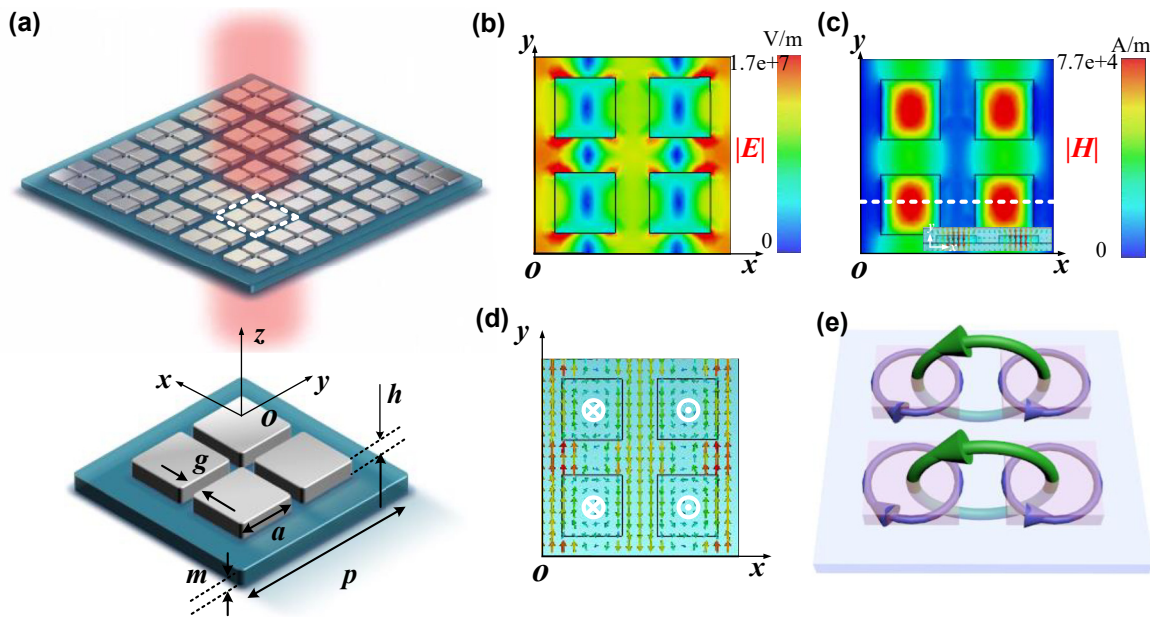 (a)
z
x
y
o
h
g
a
m
p
(b)
y
V/m
1.7e+7
|E|
0
o
x
(c)
y
A/m
7.7e+4
|H|
0
o
x
(d)
y
o
x
(e)